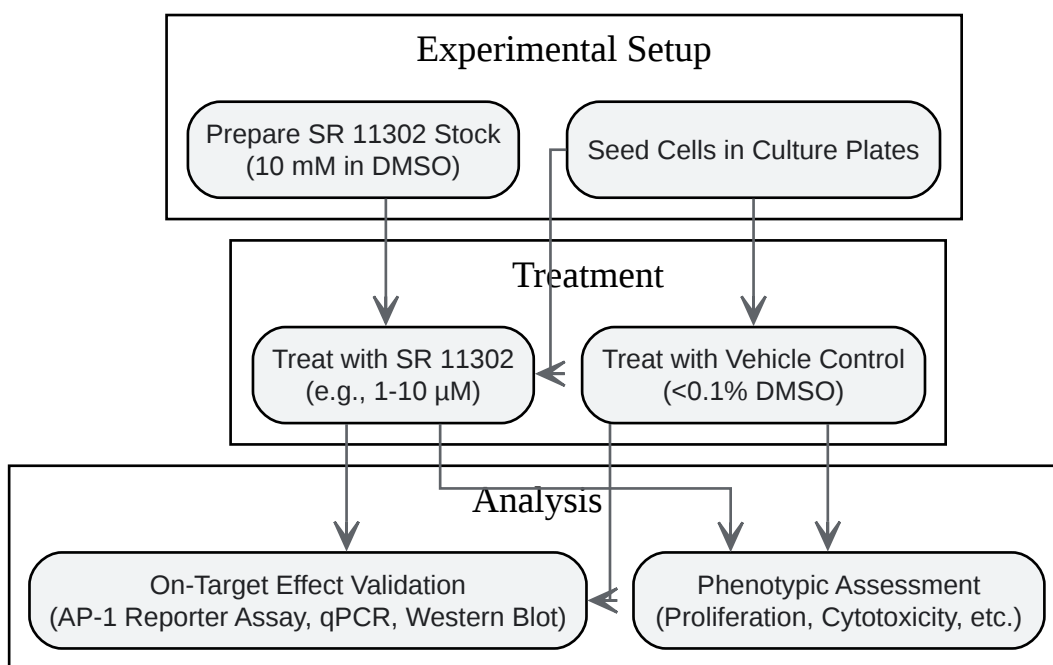 Experimental Setup
Prepare SR 11302 Stock
(10 mM in DMSO)
Seed Cells in Culture Plates
Treatment
Treat with SR 11302
(e.g., 1-10 µM)
Treat with Vehicle Control
(<0.1% DMSO)
Analysis
On-Target Effect Validation
(AP-1 Reporter Assay, qPCR, Western Blot)
Phenotypic Assessment
(Proliferation, Cytotoxicity, etc.)